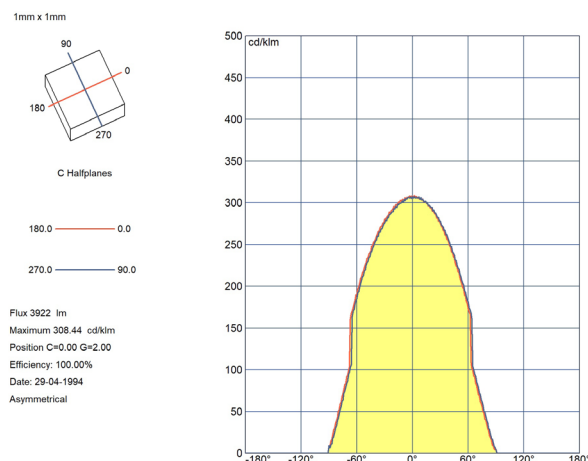 1mm x 1mm
90
0
180
270
C Halfplanes
180.0 0.0
270.0 90.0
Flux 3922 lm
Maximum 308.44 cd/klm
Position C=0.00 G=2.00
Efficiency: 100.00%
Date: 29-04-1994
Asymmetrical
500
cd/klm
450
400
350
300
250
200
150
100
50
0
-180° -120° -60° 0° 60° 120° 180°